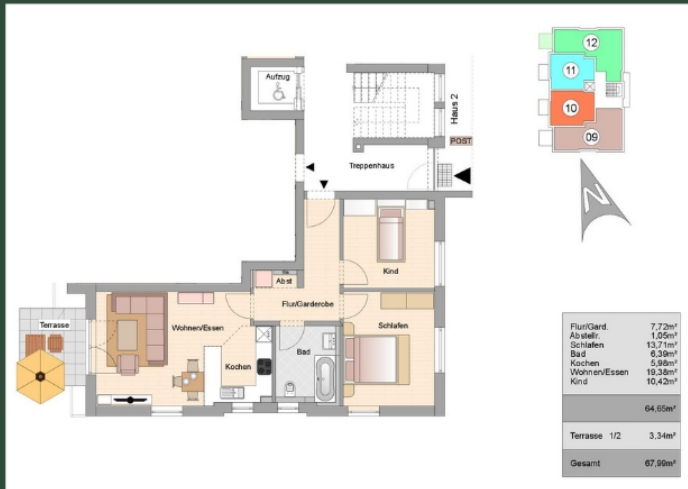 Aufzug
Haus 2
POST
Treppenhaus
Kind
Abst
Flur/Garderobe
Terrasse
Wohnen/Essen
Schlafen
Kochen
Bad
12
11
10
09
N
Flur/Gard. 7,72m²
Abstellr. 1,05m²
Schlafen 13,71m²
Bad 6,39m²
Kochen 5,98m²
Wohnen/Essen 19,38m²
Kind 10,42m²
64,65m²
Terrasse 1/2 3,34m²
Gesamt 67,99m²